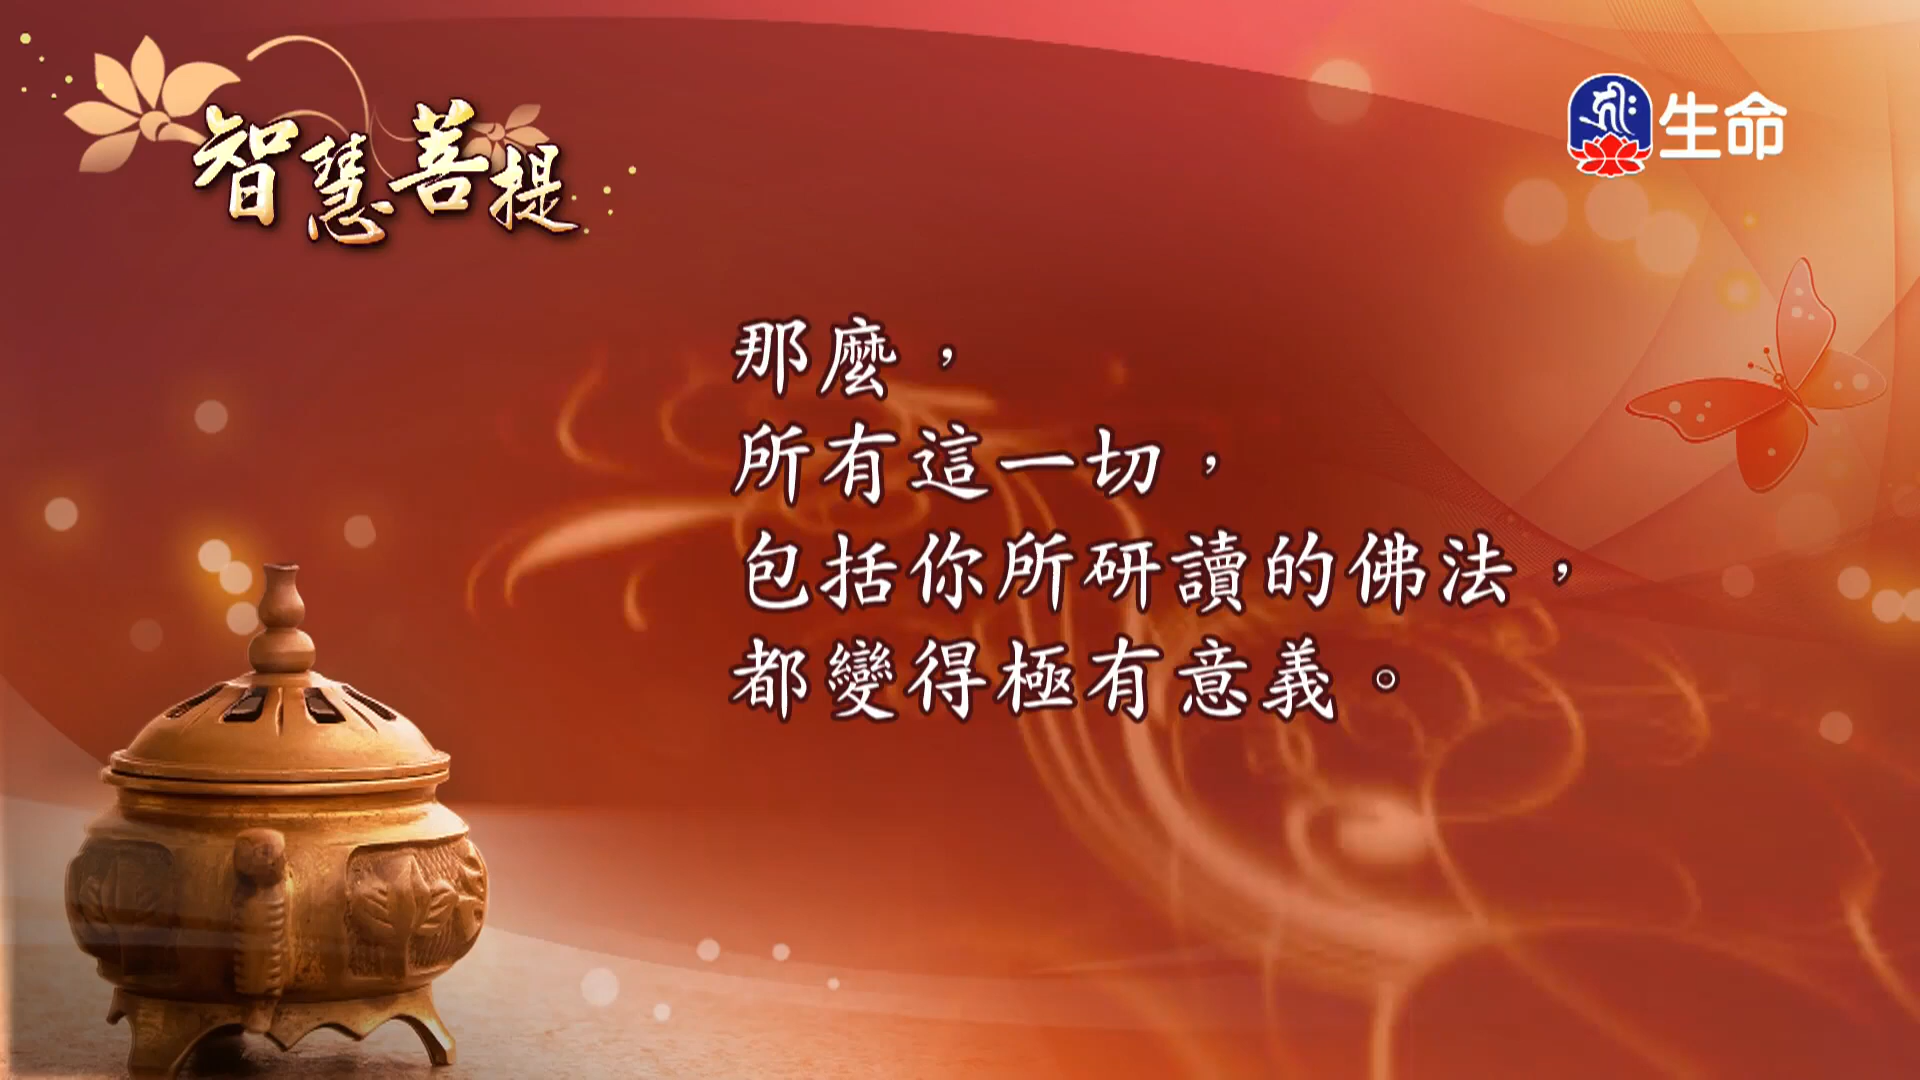 智慧菩提
生命
那麼，
所有這一切，
包括你所研讀的佛法，
都變得極有意義。